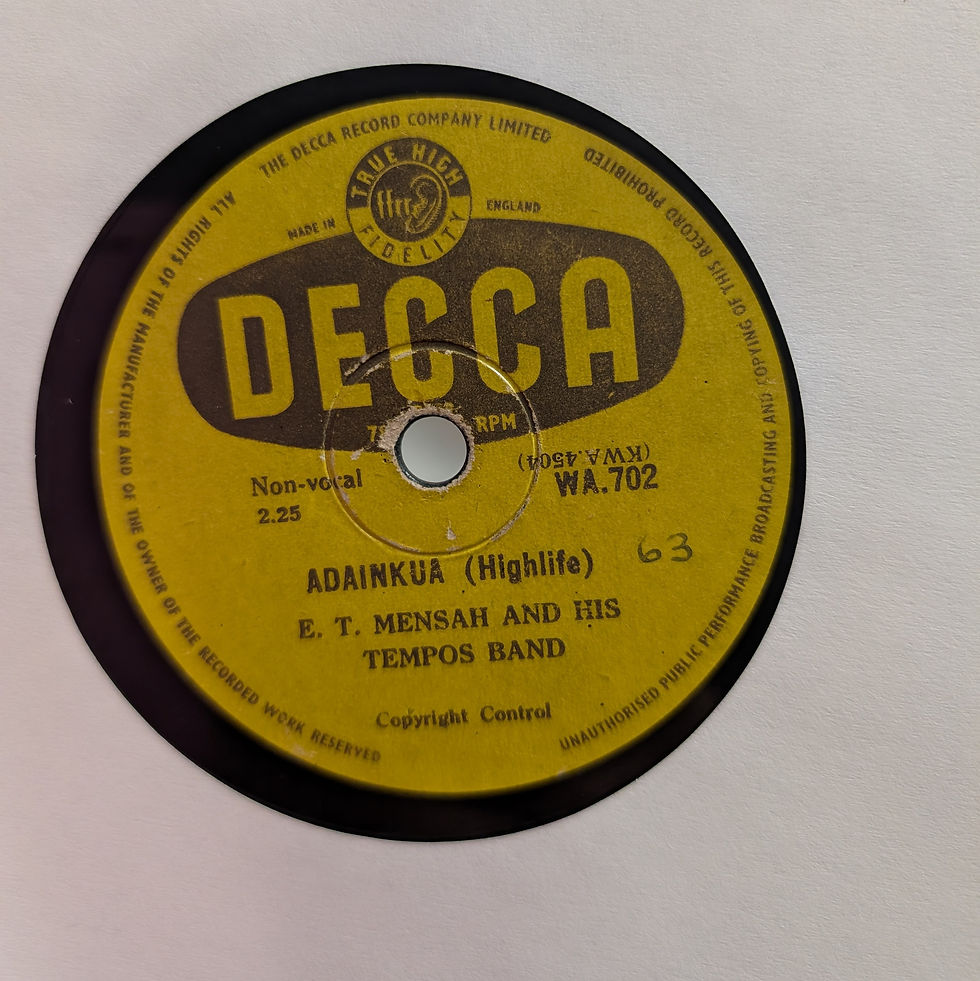 ALL RIGHTS OF THE MANUFACTURER AND OF THE OWNER OF THE RECORDED WORK RESERVED
THE DECCA RECORD COMPANY LIMITED
UNAUTHORISED PUBLIC PERFORMANCE BROADCASTING AND COPYING OF THIS RECORD PROHIBITED
TRUE HIGH FIDELITY
ffrr
MADE IN ENGLAND
DECCA
RPM
(KWA.4504)
Non-vocal WA.702
2.25
63
ADAINKUA (Highlife)
E. T. MENSAH AND HIS
TEMPOS BAND
Copyright Control